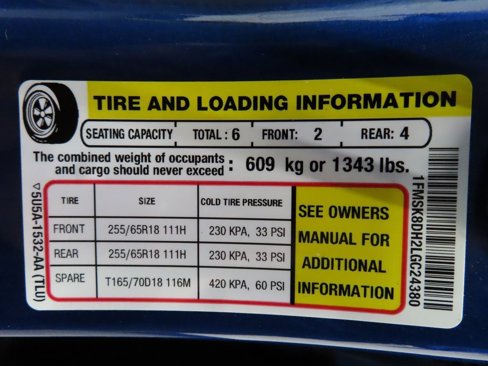 TIRE AND LOADING INFORMATION
SEATING CAPACITY TOTAL : 6 FRONT: 2 REAR: 4
The combined weight of occupants
and cargo should never exceed : 609 kg or 1343 lbs.
TIRE SIZE COLD TIRE PRESSURE
FRONT 255/65R18 111H 230 KPA, 33 PSI
REAR 255/65R18 111H 230 KPA, 33 PSI
SPARE T165/70D18 116M 420 KPA, 60 PSI
SEE OWNERS
MANUAL FOR
ADDITIONAL
INFORMATION
5U5A-1532-AA (TLU)
1FMSK8DH2LGC24380